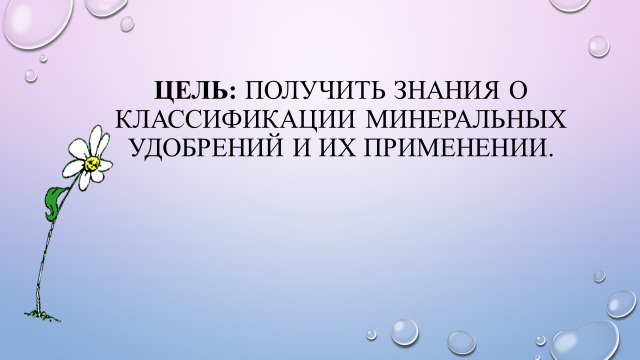 ЦЕЛЬ: ПОЛУЧИТЬ ЗНАНИЯ О
КЛАССИФИКАЦИИ МИНЕРАЛЬНЫХ
УДОБРЕНИЙ И ИХ ПРИМЕНЕНИИ.